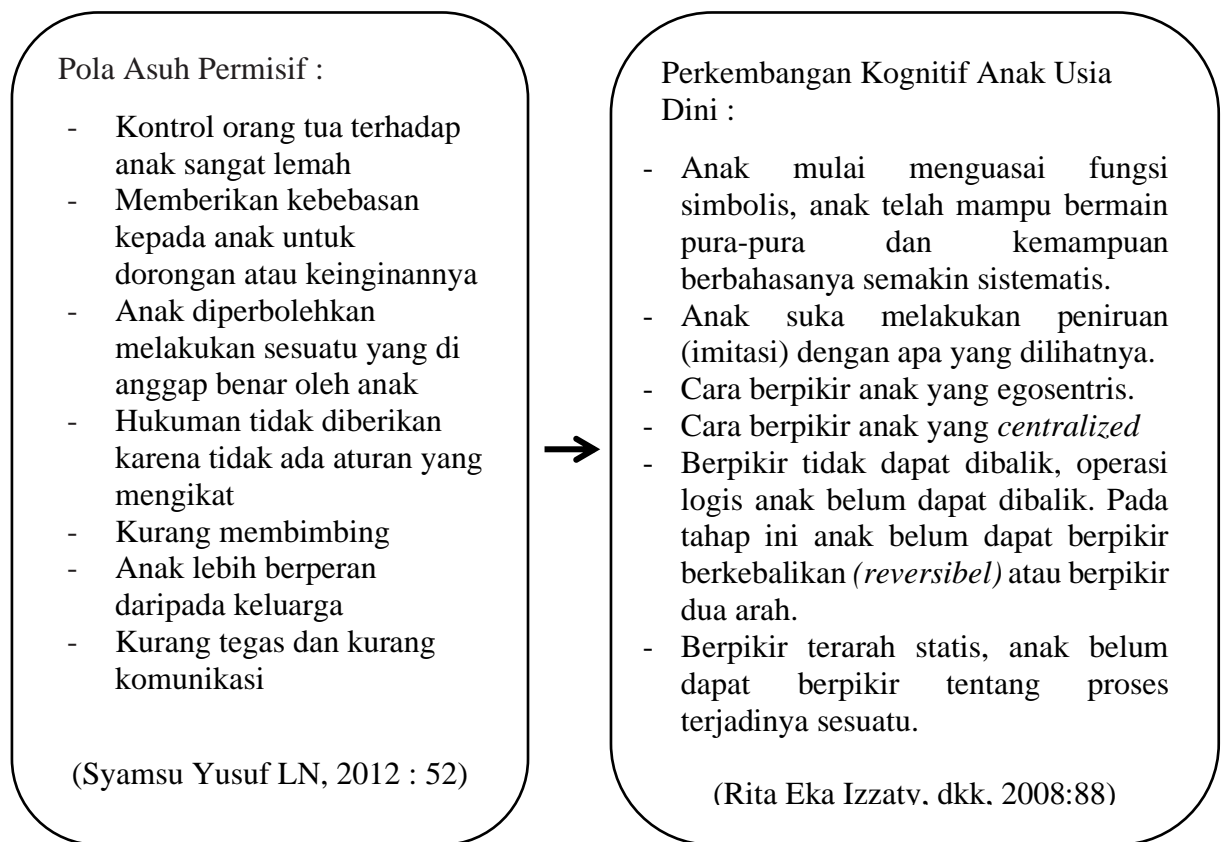 Pola Asuh Permisif :
- Kontrol orang tua terhadap
anak sangat lemah
- Memberikan kebebasan
kepada anak untuk
dorongan atau keinginannya
- Anak diperbolehkan
melakukan sesuatu yang di
anggap benar oleh anak
- Hukuman tidak diberikan
karena tidak ada aturan yang
mengikat
- Kurang membimbing
- Anak lebih berperan
daripada keluarga
- Kurang tegas dan kurang
komunikasi
(Syamsu Yusuf LN, 2012 : 52)
Perkembangan Kognitif Anak Usia
Dini :
- Anak mulai menguasai fungsi
simbolis, anak telah mampu bermain
pura-pura dan kemampuan
berbahasanya semakin sistematis.
- Anak suka melakukan peniruan
(imitasi) dengan apa yang dilihatnya.
- Cara berpikir anak yang egosentris.
- Cara berpikir anak yang centralized
- Berpikir tidak dapat dibalik, operasi
logis anak belum dapat dibalik. Pada
tahap ini anak belum dapat berpikir
berkebalikan (reversibel) atau berpikir
dua arah.
- Berpikir terarah statis, anak belum
dapat berpikir tentang proses
terjadinya sesuatu.
(Rita Eka Izzaty, dkk, 2008:88)